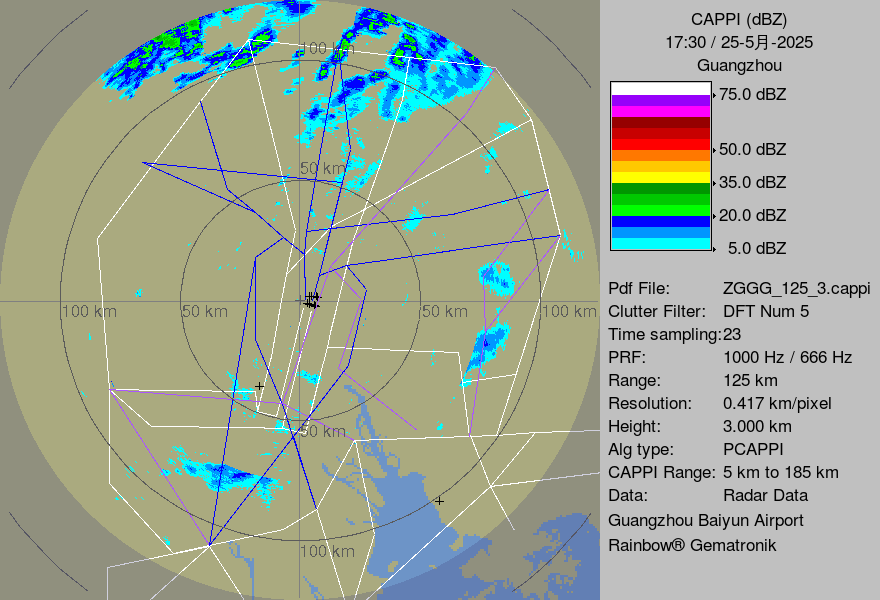 CAPPI (dBZ)
17:30 / 25-5月-2025
Guangzhou
75.0 dBZ
50.0 dBZ
35.0 dBZ
20.0 dBZ
5.0 dBZ
Pdf File: ZGGG_125_3.cappi
Clutter Filter: DFT Num 5
Time sampling:23
PRF: 1000 Hz / 666 Hz
Range: 125 km
Resolution: 0.417 km/pixel
Height: 3.000 km
Alg type: PCAPPI
CAPPI Range: 5 km to 185 km
Data: Radar Data
Guangzhou Baiyun Airport
Rainbow® Gematronik
100 km
50 km
100 km
50 km
50 km
100 km
50 km
100 km